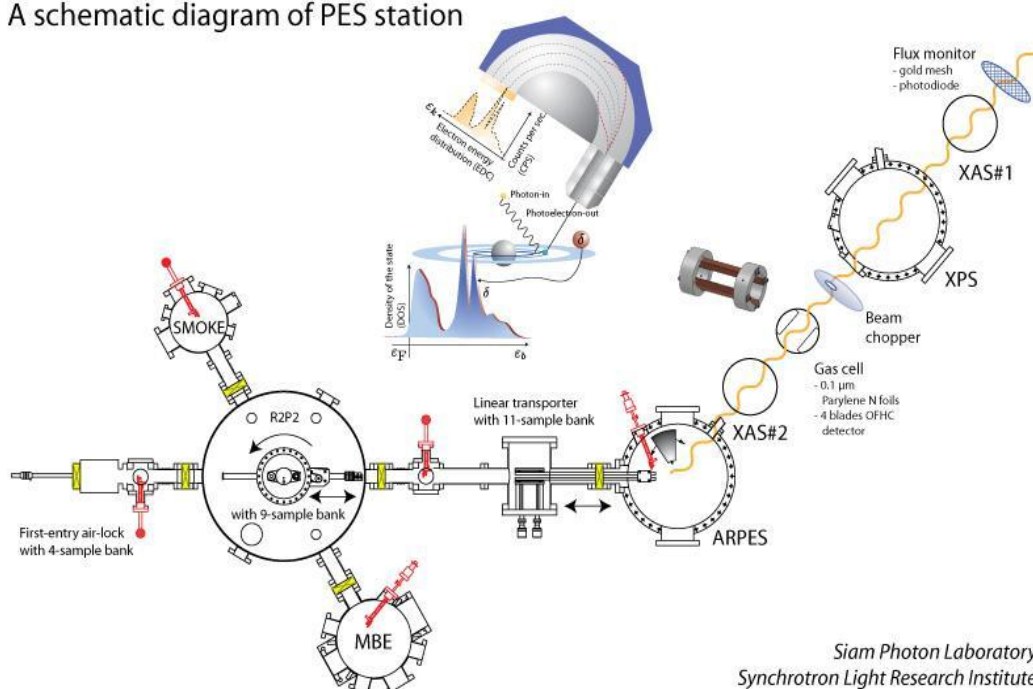 A schematic diagram of PES station
Flux monitor
- gold mesh
- photodiode
XAS#1
XPS
Beam
chopper
Gas cell
- 0.1 μm
Parylene N foils
- 4 blades OFHC
detector
XAS#2
ARPES
εk
Electron energy
distribution (EDC)
Counts per sec.
(CPS)
Photon-in
Photoelectron-out
δ
Density of the state
(DOS)
δ
εF
εb
SMOKE
R2P2
with 9-sample bank
Linear transporter
with 11-sample bank
First-entry air-lock
with 4-sample bank
MBE
Siam Photon Laboratory
Synchrotron Light Research Institute